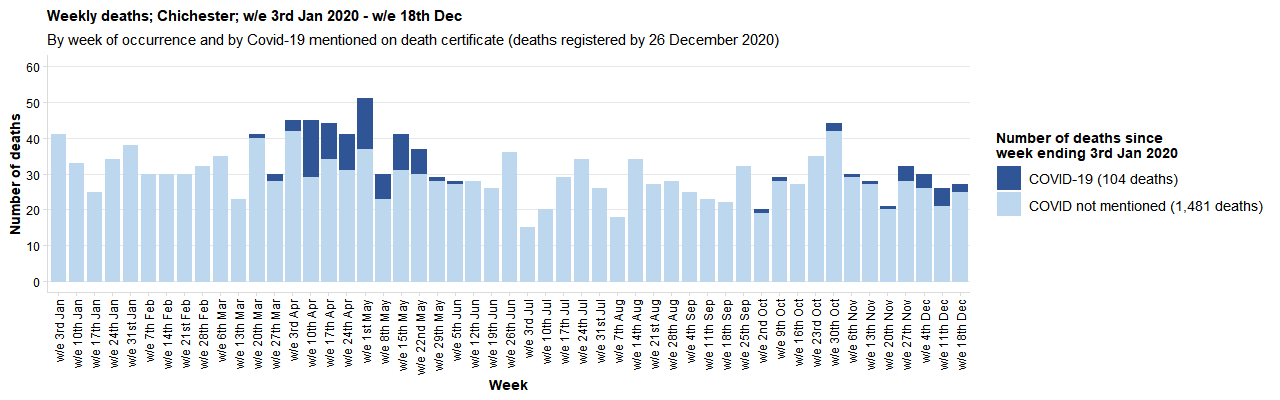 Weekly deaths; Chichester; w/e 3rd Jan 2020 - w/e 18th Dec
By week of occurrence and by Covid-19 mentioned on death certificate (deaths registered by 26 December 2020)
Number of deaths
60
50
40
30
20
10
0
w/e 3rd Jan
w/e 10th Jan
w/e 17th Jan
w/e 24th Jan
w/e 31st Jan
w/e 7th Feb
w/e 14th Feb
w/e 21st Feb
w/e 28th Feb
w/e 6th Mar
w/e 13th Mar
w/e 20th Mar
w/e 27th Mar
w/e 3rd Apr
w/e 10th Apr
w/e 17th Apr
w/e 24th Apr
w/e 1st May
w/e 8th May
w/e 15th May
w/e 22nd May
w/e 29th May
w/e 5th Jun
w/e 12th Jun
w/e 19th Jun
w/e 26th Jun
w/e 3rd Jul
w/e 10th Jul
w/e 17th Jul
w/e 24th Jul
w/e 31st Jul
w/e 7th Aug
w/e 14th Aug
w/e 21st Aug
w/e 28th Aug
w/e 4th Sep
w/e 11th Sep
w/e 18th Sep
w/e 25th Sep
w/e 2nd Oct
w/e 9th Oct
w/e 16th Oct
w/e 23rd Oct
w/e 30th Oct
w/e 6th Nov
w/e 13th Nov
w/e 20th Nov
w/e 27th Nov
w/e 4th Dec
w/e 11th Dec
w/e 18th Dec
Week
Number of deaths since
week ending 3rd Jan 2020
COVID-19 (104 deaths)
COVID not mentioned (1,481 deaths)